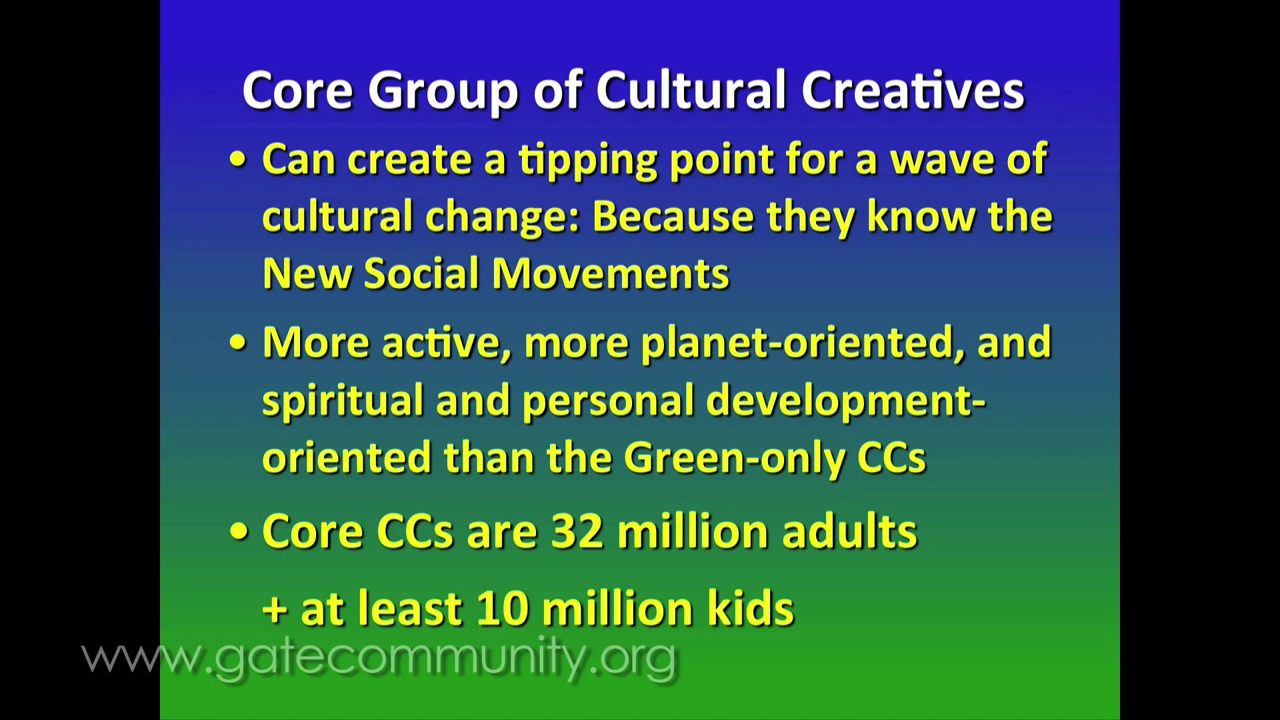 Core Group of Cultural Creatives
• Can create a tipping point for a wave of
cultural change: Because they know the
New Social Movements
• More active, more planet-oriented, and
spiritual and personal development-
oriented than the Green-only CCs
• Core CCs are 32 million adults
+ at least 10 million kids
www.gatecommunity.org